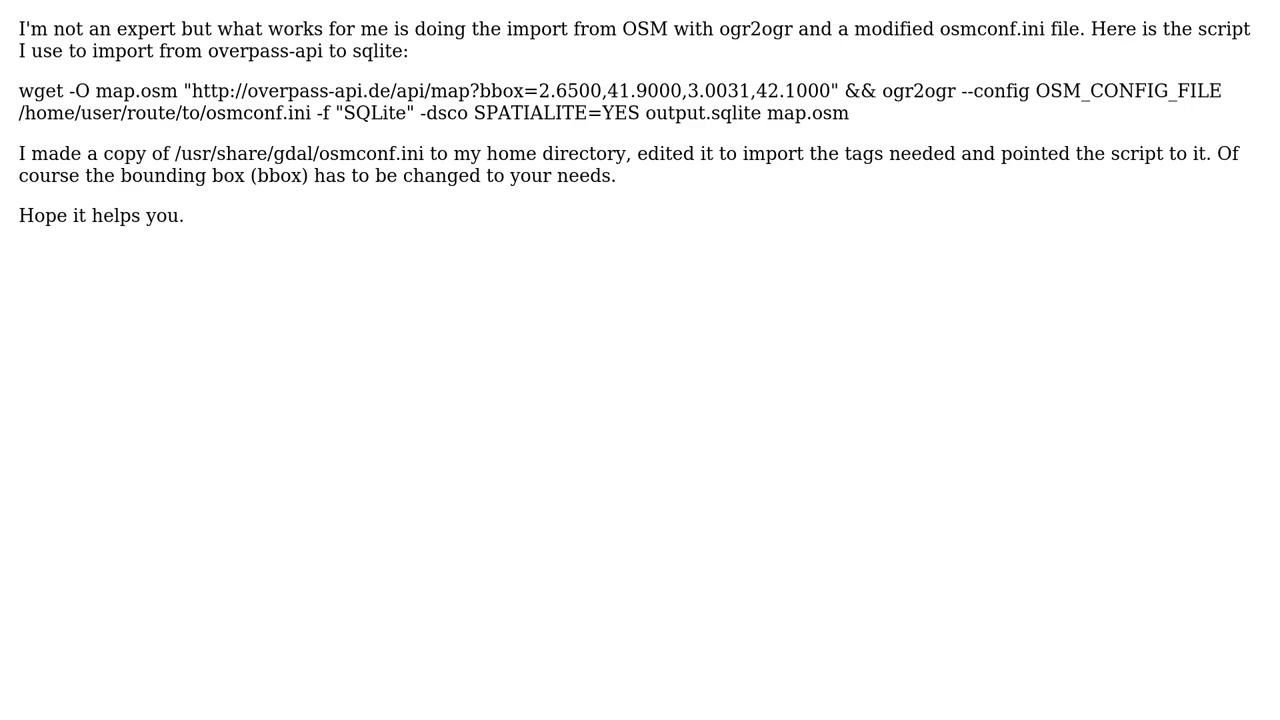 I'm not an expert but what works for me is doing the import from OSM with ogr2ogr and a modified osmconf.ini file. Here is the script
I use to import from overpass-api to sqlite:
wget -O map.osm "http://overpass-api.de/api/map?bbox=2.6500,41.9000,3.0031,42.1000" && ogr2ogr --config OSM_CONFIG_FILE
/home/user/route/to/osmconf.ini -f "SQLite" -dsco SPATIALITE=YES output.sqlite map.osm
I made a copy of /usr/share/gdal/osmconf.ini to my home directory, edited it to import the tags needed and pointed the script to it. Of
course the bounding box (bbox) has to be changed to your needs.
Hope it helps you.